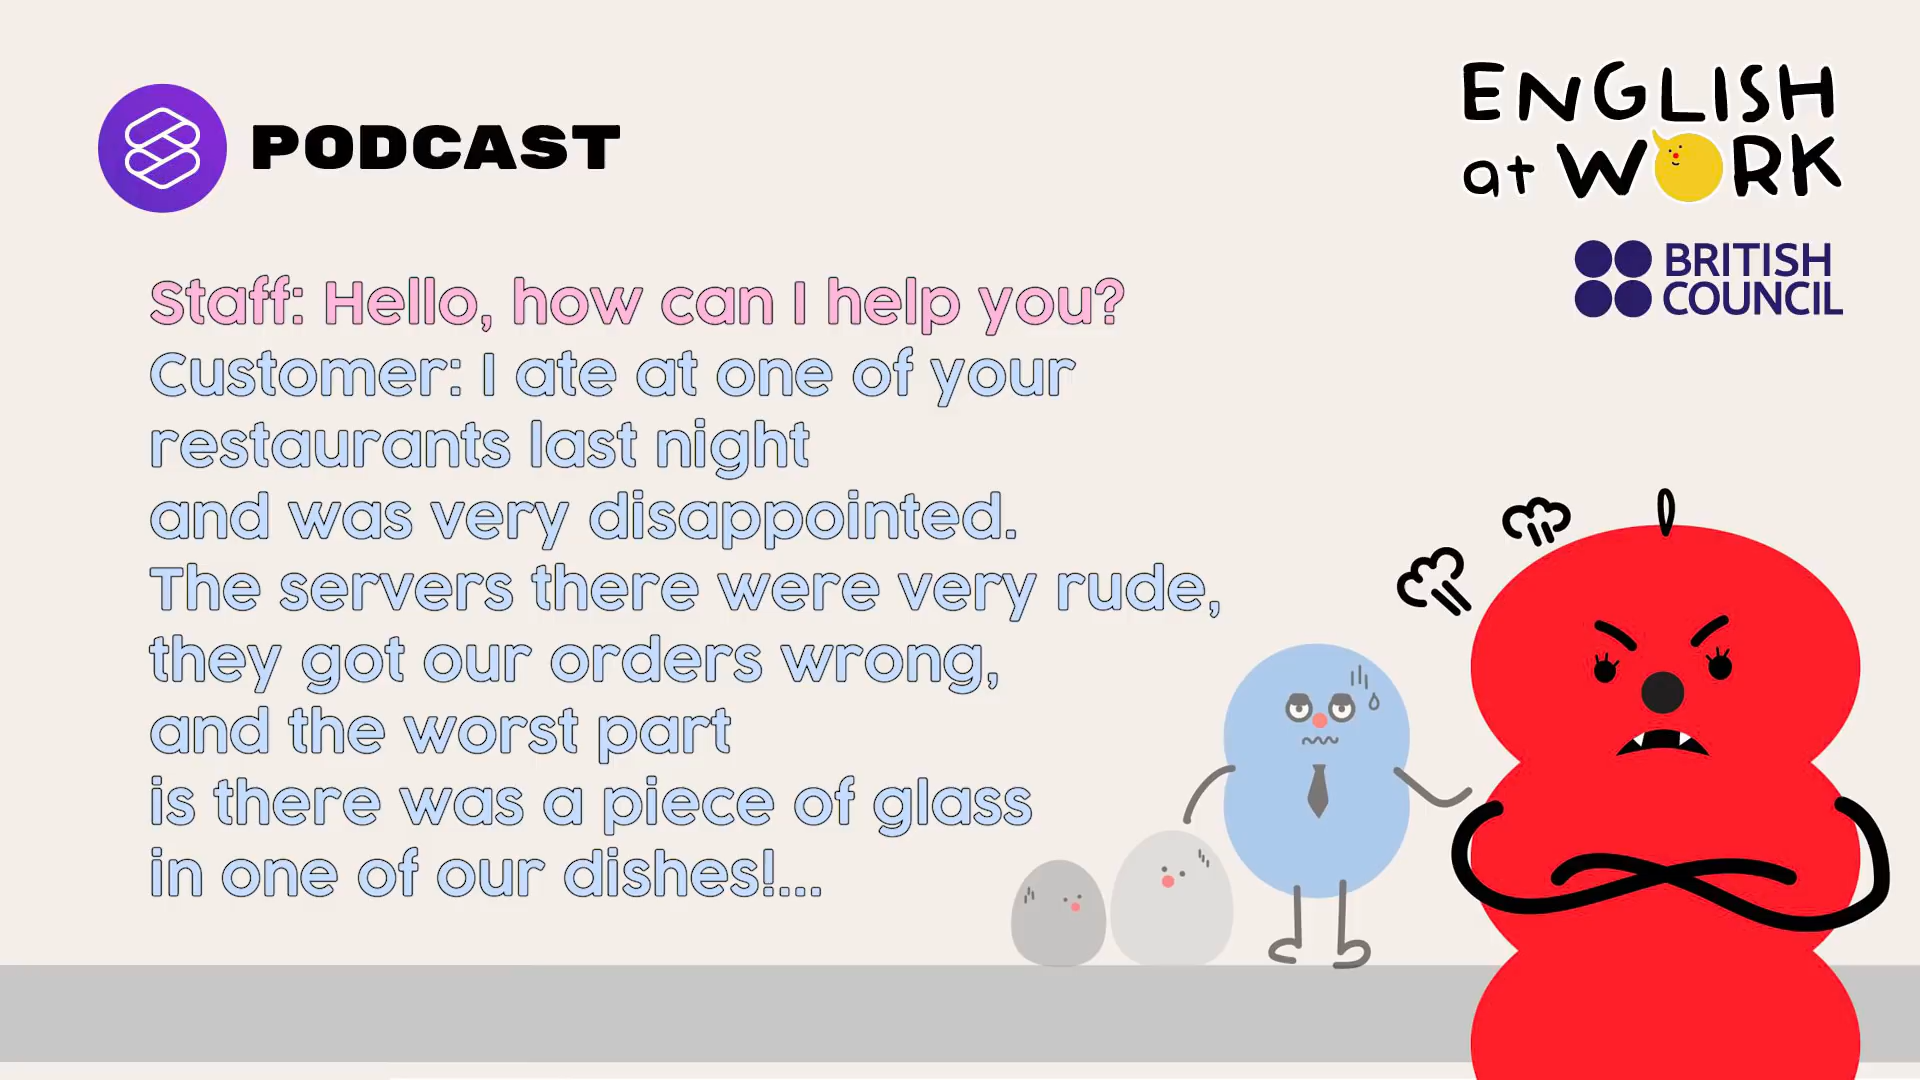 PODCAST
ENGLISH
at WORK
BRITISH
COUNCIL
Staff: Hello, how can I help you?
Customer: I ate at one of your
restaurants last night
and was very disappointed.
The servers there were very rude,
they got our orders wrong,
and the worst part
is there was a piece of glass
in one of our dishes!...